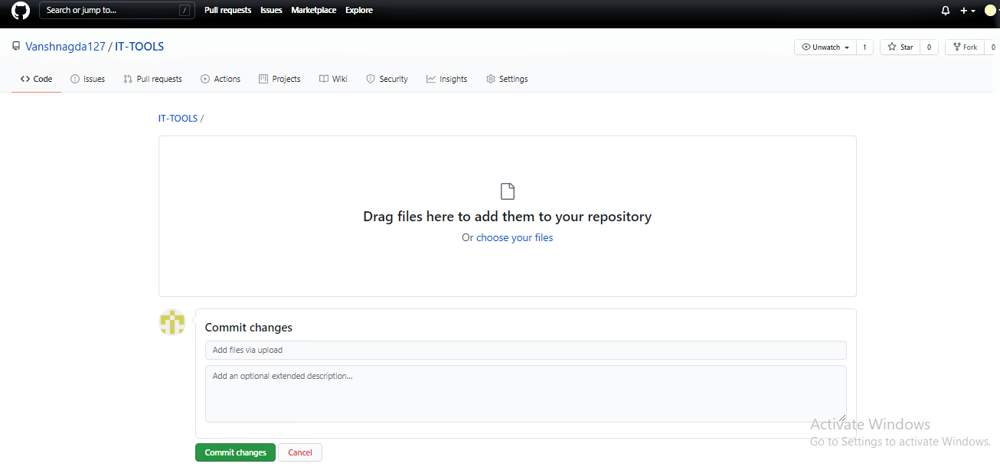 Search or jump to... / Pull requests Issues Marketplace Explore
Vanshnagda127 / IT-TOOLS Unwatch 1 Star 0 Fork 0
Code Issues Pull requests Actions Projects Wiki Security Insights Settings
IT-TOOLS /
Drag files here to add them to your repository
Or choose your files
Commit changes
Add files via upload
Add an optional extended description...
Activate Windows
Go to Settings to activate Windows.
Commit changes Cancel